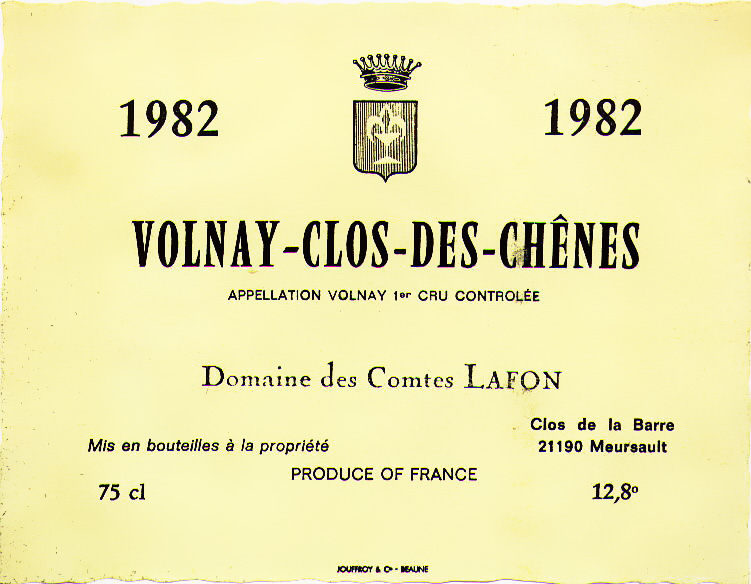 1982 1982
VOLNAY-CLOS-DES-CHÊNES
APPELLATION VOLNAY 1er CRU CONTROLÉE
Domaine des Comtes LAFON
Clos de la Barre
Mis en bouteilles à la propriété 21190 Meursault
PRODUCE OF FRANCE
75 cl 12,8º
JOUFFROY & Cie - BEAUNE